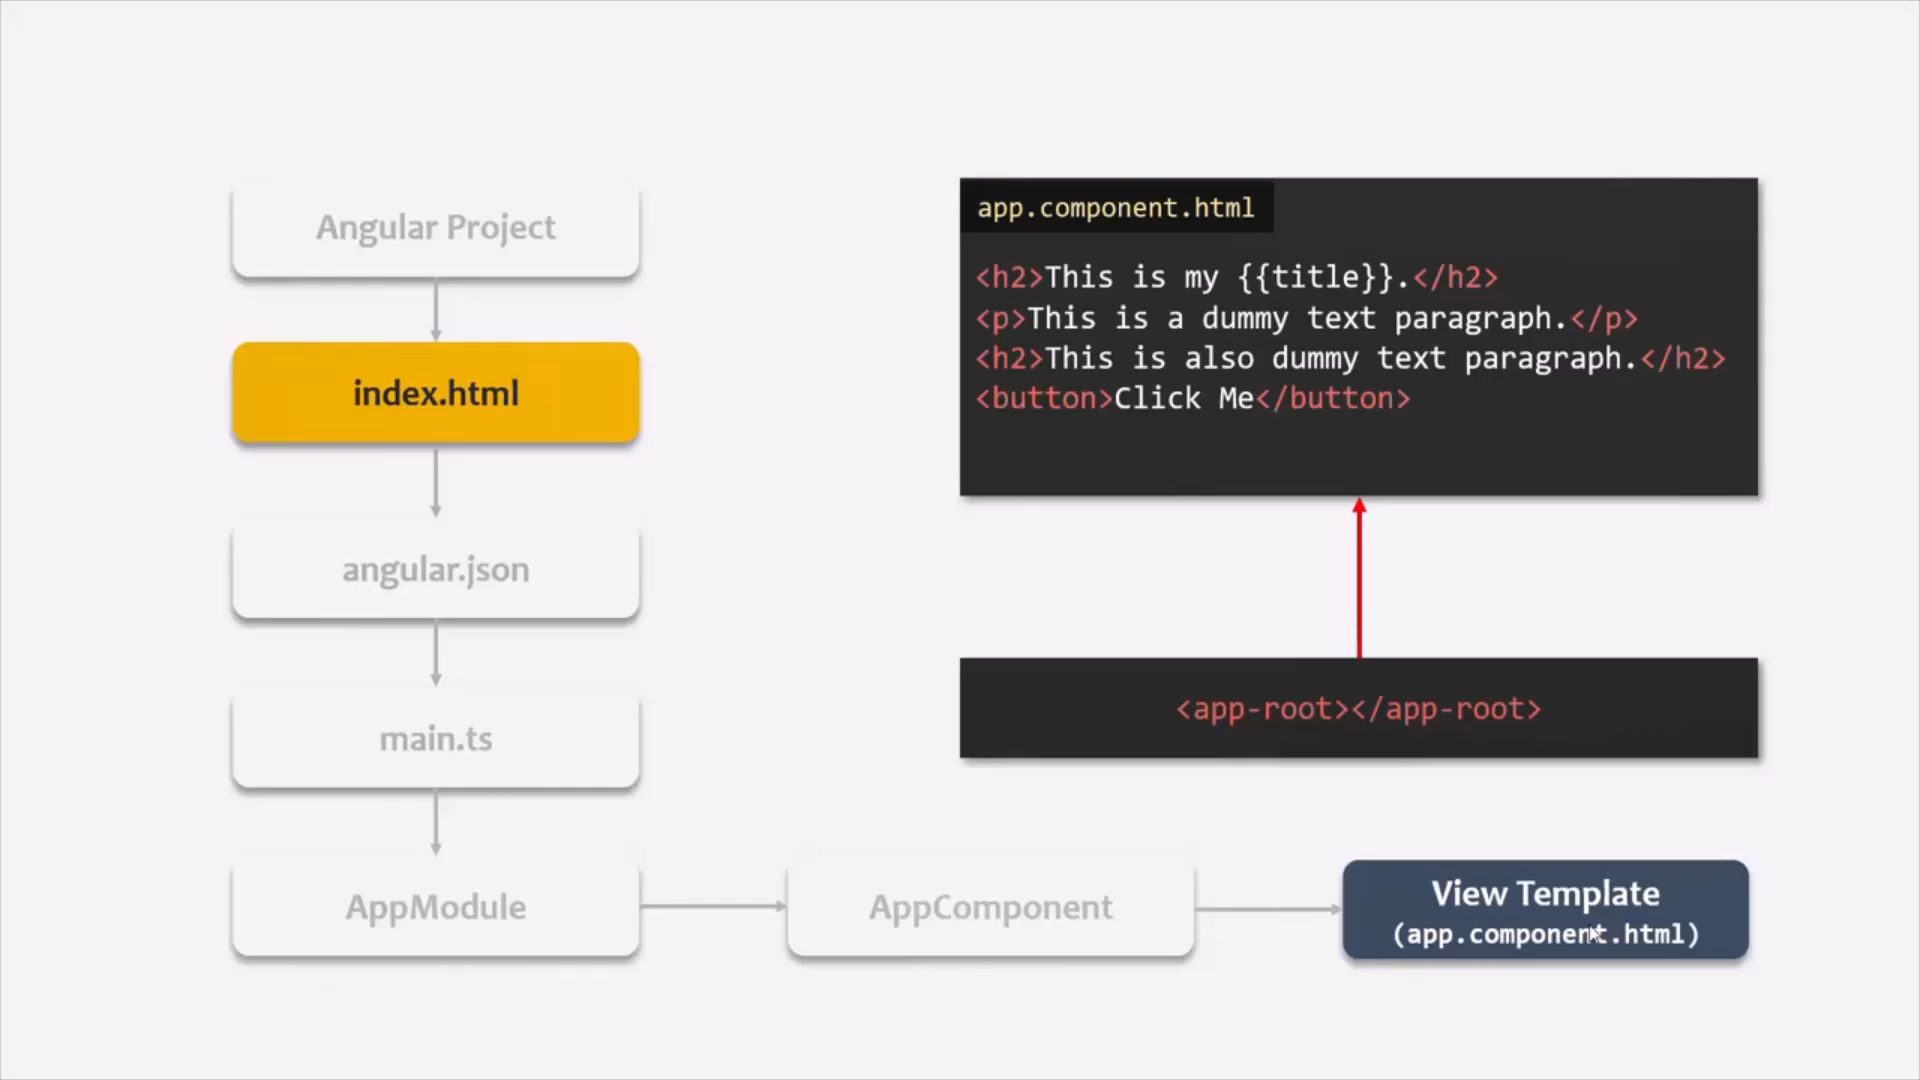 Angular Project
index.html
angular.json
main.ts
AppModule
AppComponent
View Template
(app.component.html)
app.component.html
<h2>This is my {{title}}.</h2>
<p>This is a dummy text paragraph.</p>
<h2>This is also dummy text paragraph.</h2>
<button>Click Me</button>
<app-root></app-root>